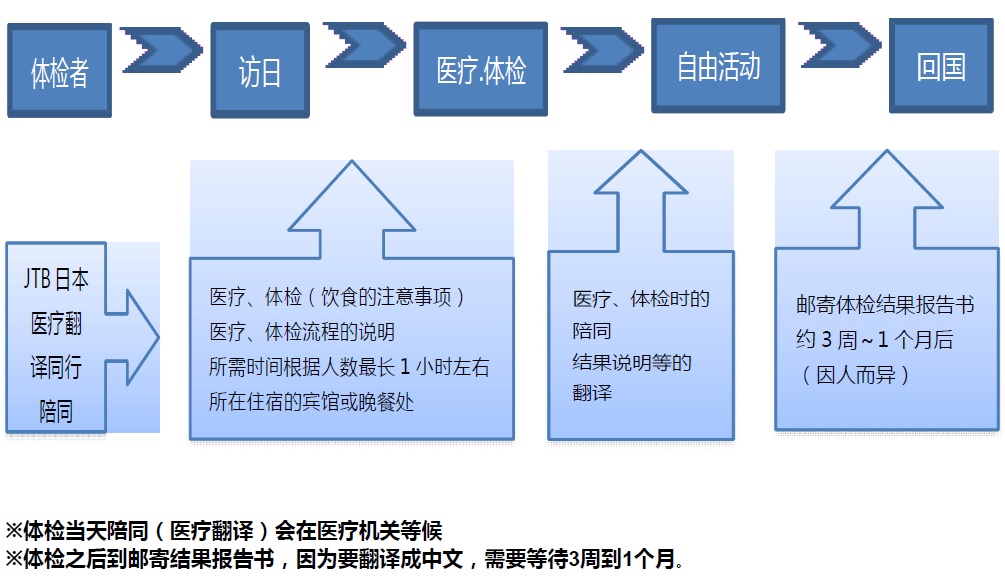 体检者
访日
医疗.体检
自由活动
回国
JTB日本
医疗翻
译同行
陪同
医疗、体检（饮食的注意事项）
医疗、体检流程的说明
所需时间根据人数最长1小时左右
所在住宿的宾馆或晚餐处
医疗、体检时的
陪同
结果说明等的
翻译
邮寄体检结果报告书
约3周~1个月后
（因人而异）
※体检当天陪同（医疗翻译）会在医疗机关等候
※体检之后到邮寄结果报告书，因为要翻译成中文，需要等待3周到1个月。